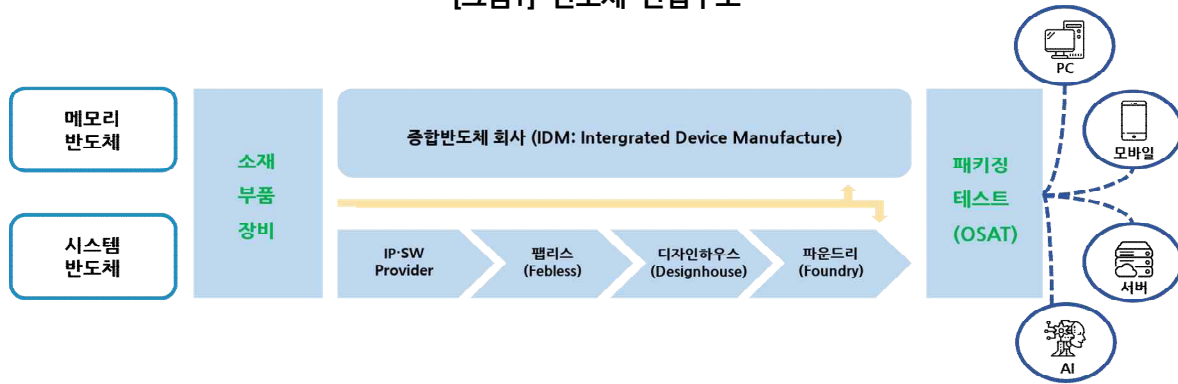 메모리
반도체
시스템
반도체
소재
부품
장비
종합반도체 회사 (IDM: Intergrated Device Manufacture)
IP·SW
Provider
팹리스
(Febless)
디자인하우스
(Designhouse)
파운드리
(Foundry)
패키징
테스트
(OSAT)
PC
모바일
서버
AI